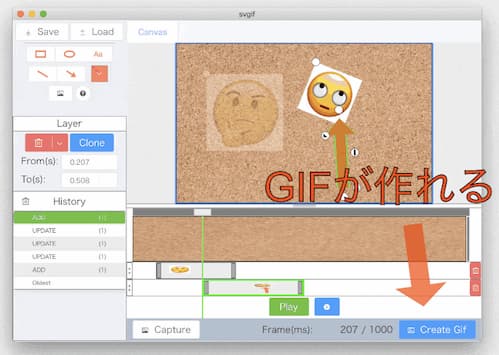 svgif
Save
Load
Canvas
Aa
Layer
Clone
From(s):
0.207
To(s):
0.508
History
ADD (1)
UPDATE (1)
UPDATE (1)
UPDATE (1)
ADD (1)
Oldest
GIFが作れる
Play
Capture
Frame(ms):
207 / 1000
Create Gif